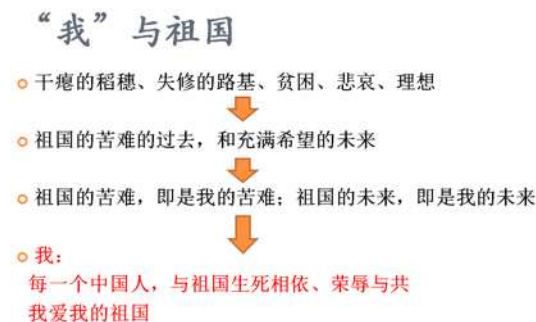 “我”与祖国
干瘪的稻穗、失修的路基、贫困、悲哀、理想
祖国的苦难的过去，和充满希望的未来
祖国的苦难，即是我的苦难；祖国的未来，即是我的未来
我：
每一个中国人，与祖国生死相依、荣辱与共
我爱我的祖国